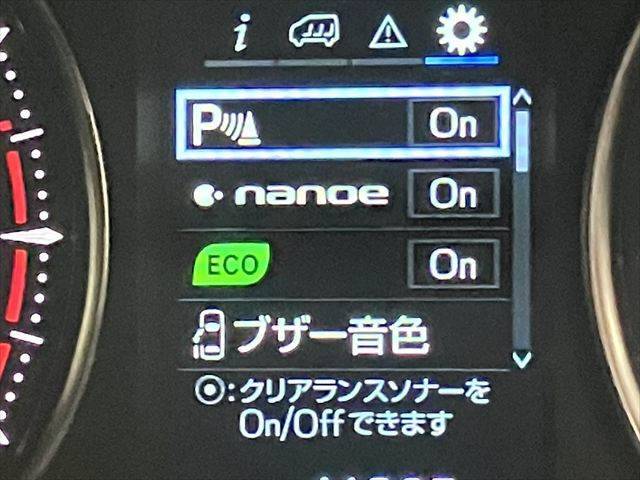 i
P On
nanoe On
ECO On
ブザー音色
⦿:クリアランスソナーを
On/Offできます